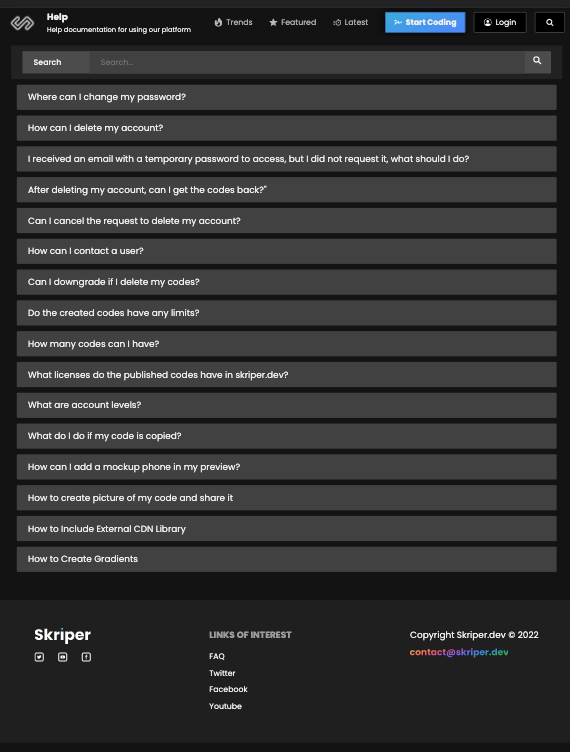 Help
Help documentation for using our platform
Trends
Featured
Latest
Start Coding
Login
Search
Search...
Where can I change my password?
How can I delete my account?
I received an email with a temporary password to access, but I did not request it, what should I do?
After deleting my account, can I get the codes back?"
Can I cancel the request to delete my account?
How can I contact a user?
Can I downgrade if I delete my codes?
Do the created codes have any limits?
How many codes can I have?
What licenses do the published codes have in skriper.dev?
What are account levels?
What do I do if my code is copied?
How can I add a mockup phone in my preview?
How to create picture of my code and share it
How to Include External CDN Library
How to Create Gradients
Skriper
LINKS OF INTEREST
FAQ
Twitter
Facebook
Youtube
Copyright Skriper.dev © 2022
contact@skriper.dev